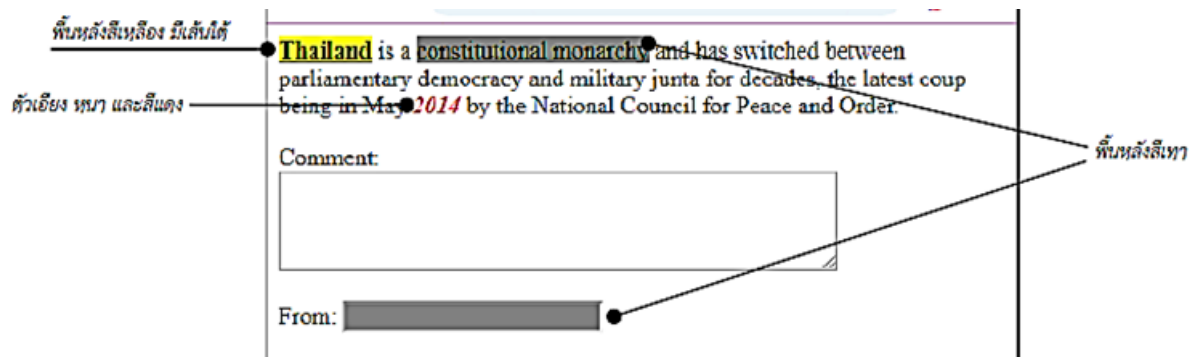 พื้นหลังสีเหลือง มีเส้นใต้
Thailand is a constitutional monarchy and has switched between
parliamentary democracy and military junta for decades, the latest coup
being in May 2014 by the National Council for Peace and Order.
ตัวเอียง หนา และสีแดง
พื้นหลังสีเทา
Comment:
From: